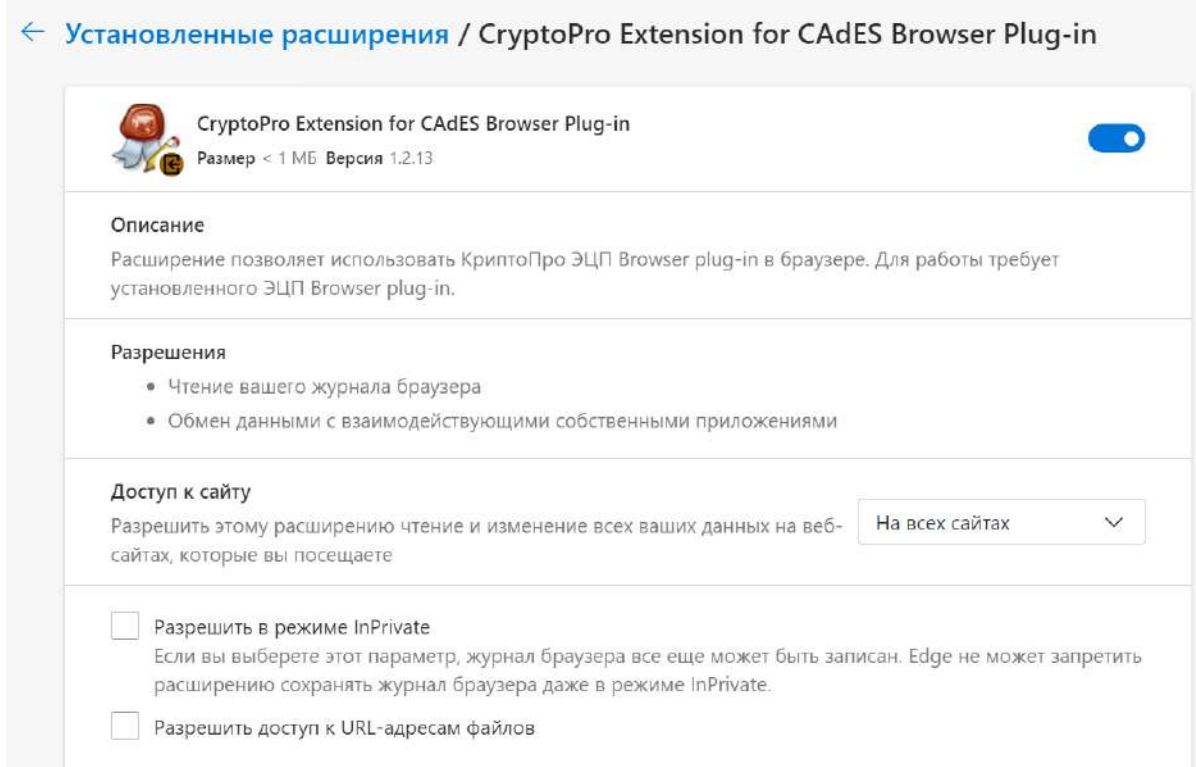 Установленные расширения / CryptoPro Extension for CAdES Browser Plug-in
CryptoPro Extension for CAdES Browser Plug-in
Размер < 1 МБ Версия 1.2.13
Описание
Расширение позволяет использовать КриптоПро ЭЦП Browser plug-in в браузере. Для работы требует
установленного ЭЦП Browser plug-in.
Разрешения
• Чтение вашего журнала браузера
• Обмен данными с взаимодействующими собственными приложениями
Доступ к сайту
Разрешить этому расширению чтение и изменение всех ваших данных на веб-
сайтах, которые вы посещаете
На всех сайтах
Разрешить в режиме InPrivate
Если вы выберете этот параметр, журнал браузера все еще может быть записан. Edge не может запретить
расширению сохранять журнал браузера даже в режиме InPrivate.
Разрешить доступ к URL-адресам файлов